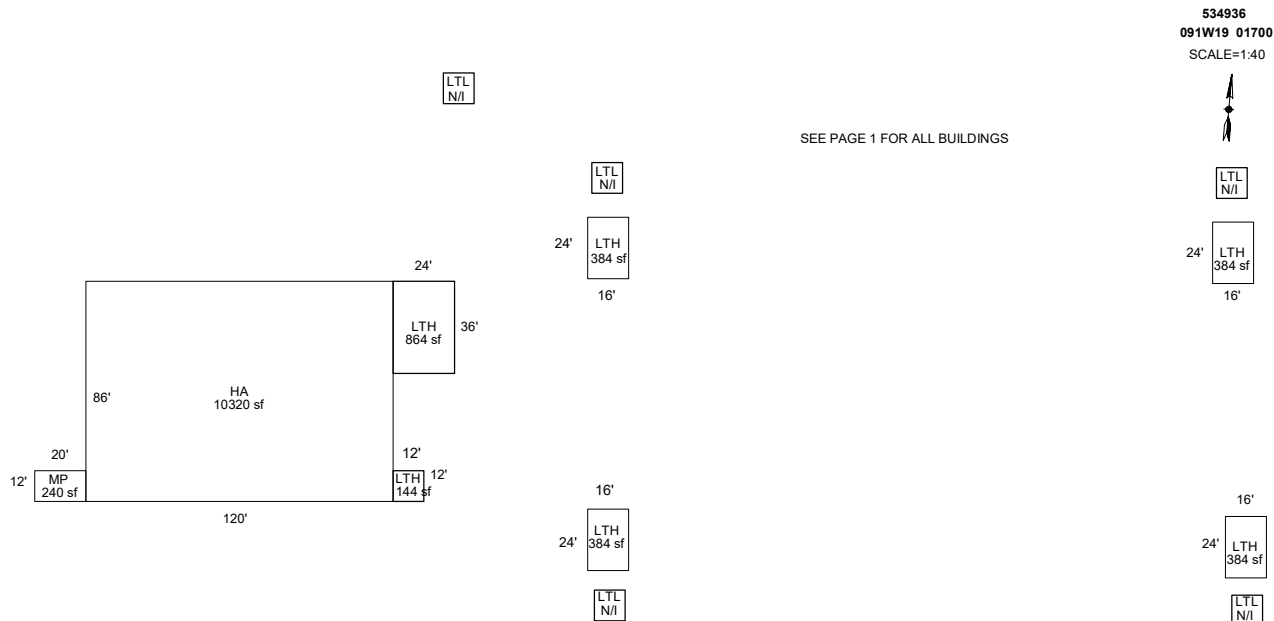 534936
091W19 01700
SCALE=1:40
LTL
N/I
SEE PAGE 1 FOR ALL BUILDINGS
LTL
N/I
LTL
N/I
24'
LTH
384 sf
16'
24'
LTH
384 sf
16'
24'
LTH
864 sf
36'
86'
HA
10320 sf
20'
12'
MP
240 sf
12'
LTH
144 sf
12'
120'
16'
24'
LTH
384 sf
16'
24'
LTH
384 sf
LTL
N/I
LTL
N/I